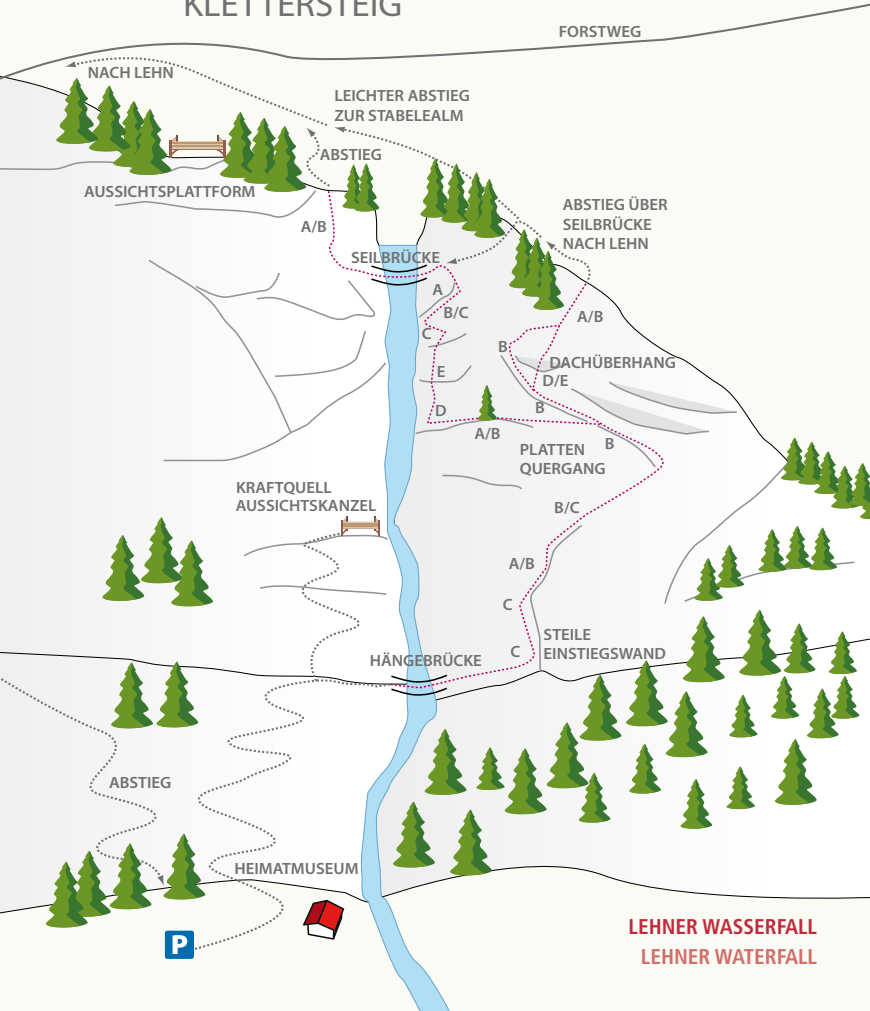 KLETTERSTEIG
FORSTWEG
NACH LEHN
LEICHTER ABSTIEG
ZUR STABELEALM
ABSTIEG
AUSSICHTSPLATTFORM
A/B
ABSTIEG ÜBER
SEILBRÜCKE
NACH LEHN
SEILBRÜCKE
A
B/C
A/B
C
B
DACHÜBERHANG
E
D/E
D
B
A/B
B
PLATTEN
QUERGANG
KRAFTQUELL
AUSSICHTSKANZEL
B/C
A/B
C
STEILE
EINSTIEGSWAND
C
HÄNGEBRÜCKE
ABSTIEG
HEIMATMUSEUM
P
LEHNER WASSERFALL
LEHNER WATERFALL